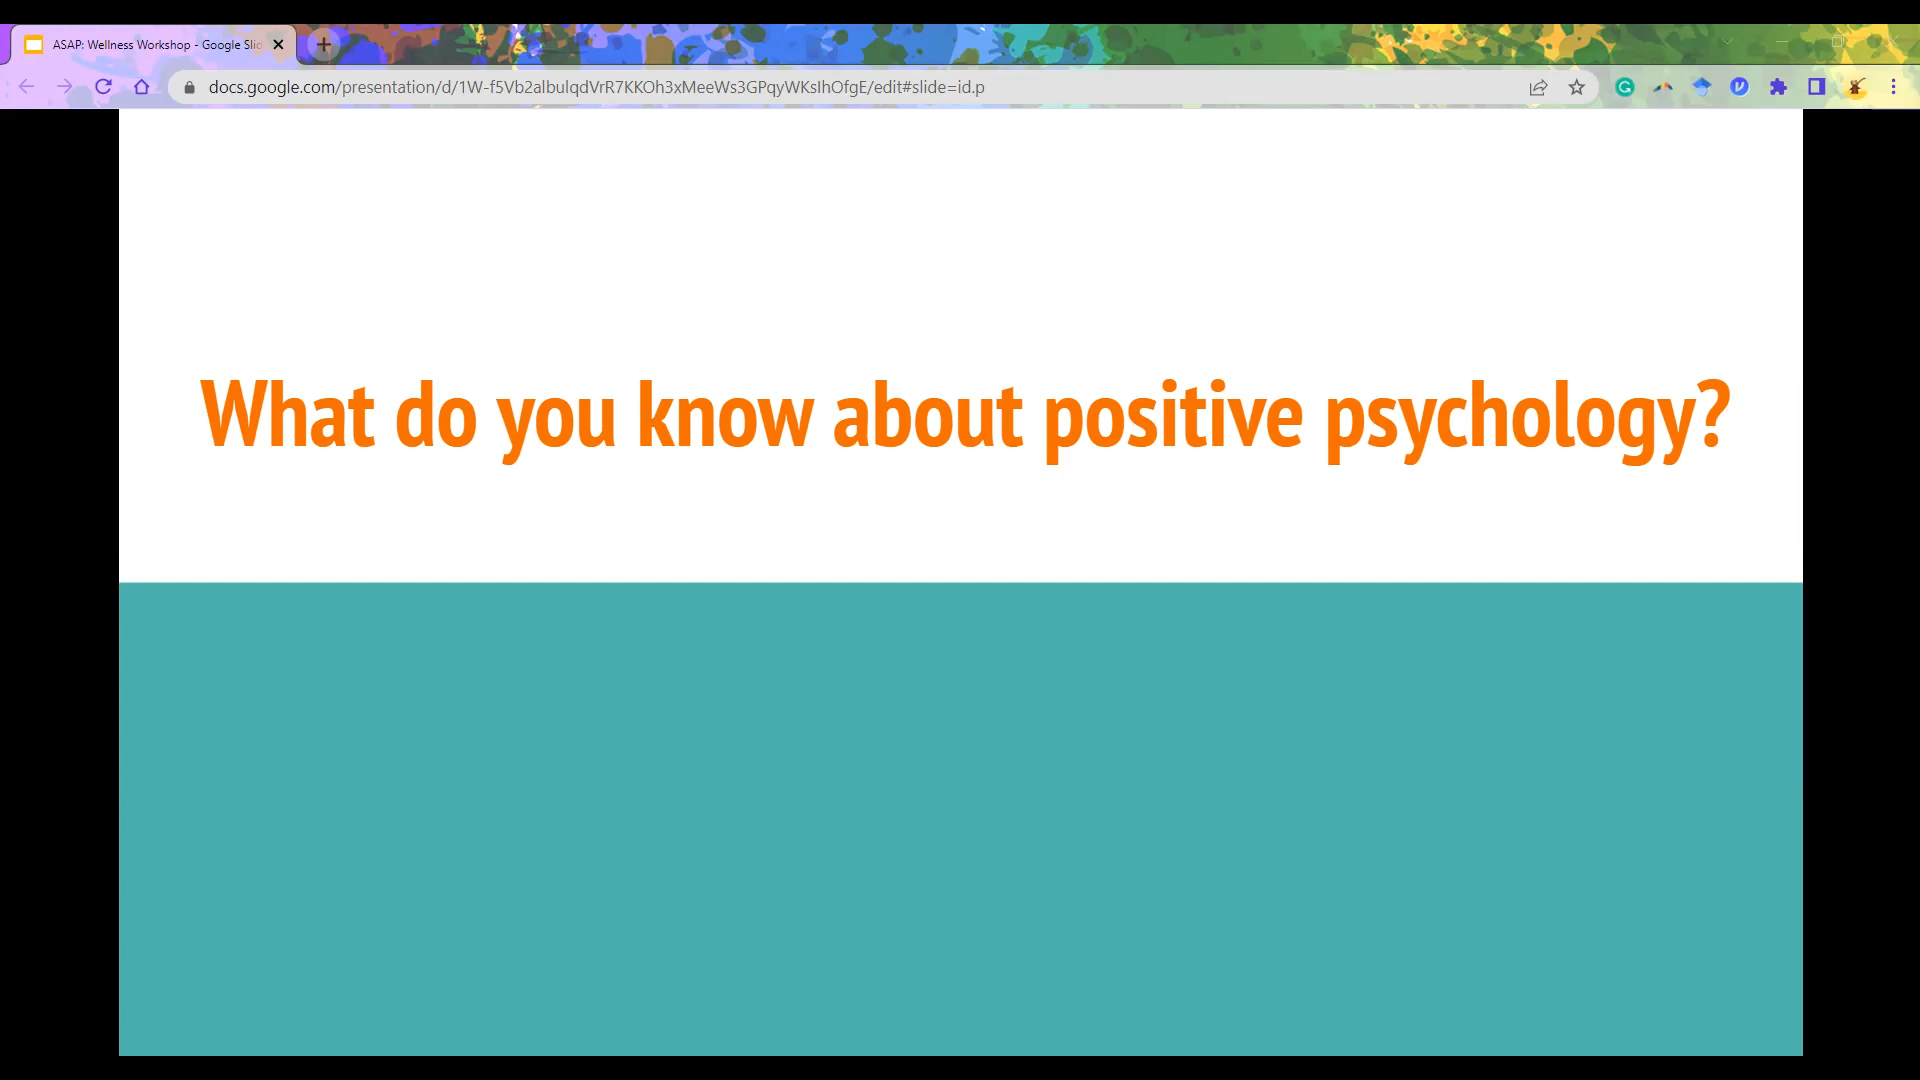 ASAP: Wellness Workshop - Google Slid
docs.google.com/presentation/d/1W-f5Vb2albulqdVrR7KKOh3xMeeWs3GPqyWKsIhOfgE/edit#slide=id.p
What do you know about positive psychology?